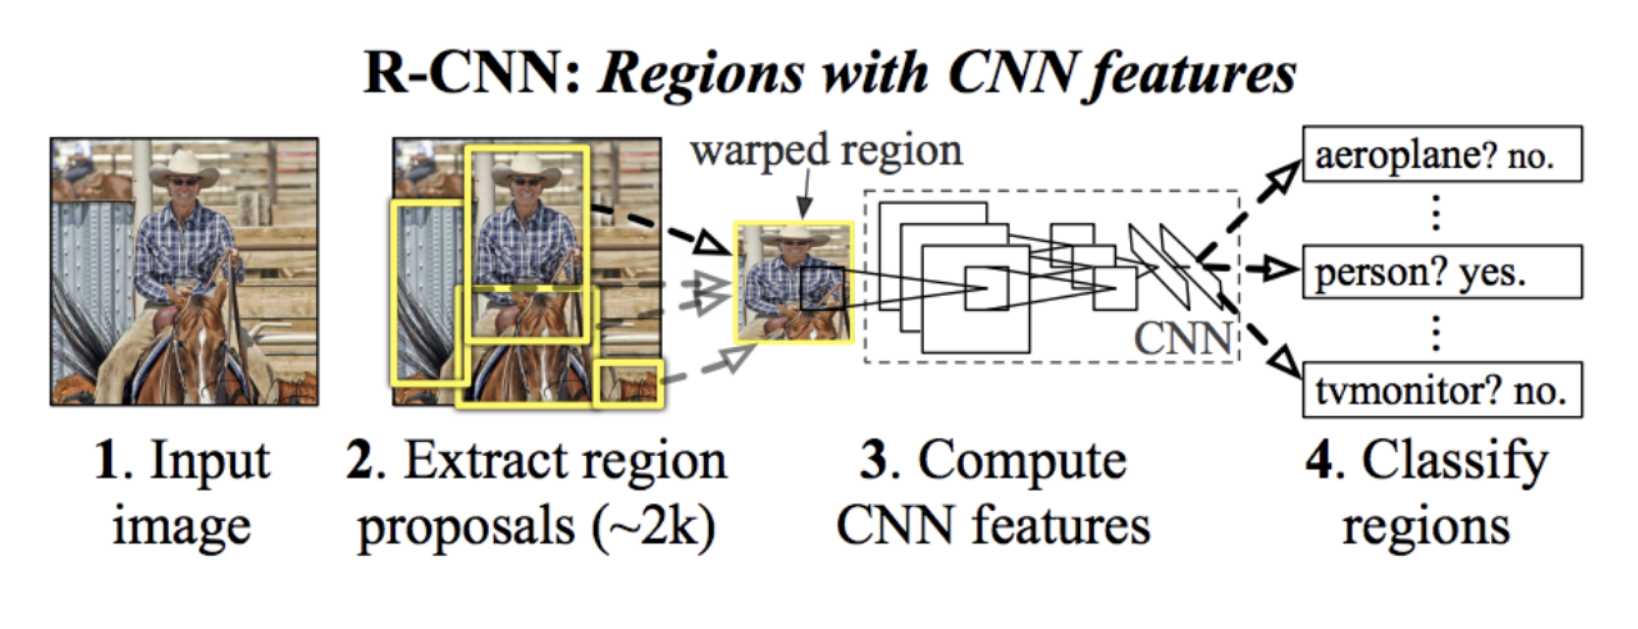 R-CNN: Regions with CNN features
warped region
aeroplane? no.
person? yes.
tvmonitor? no.
CNN
1. Input
image
2. Extract region
proposals (~2k)
3. Compute
CNN features
4. Classify
regions